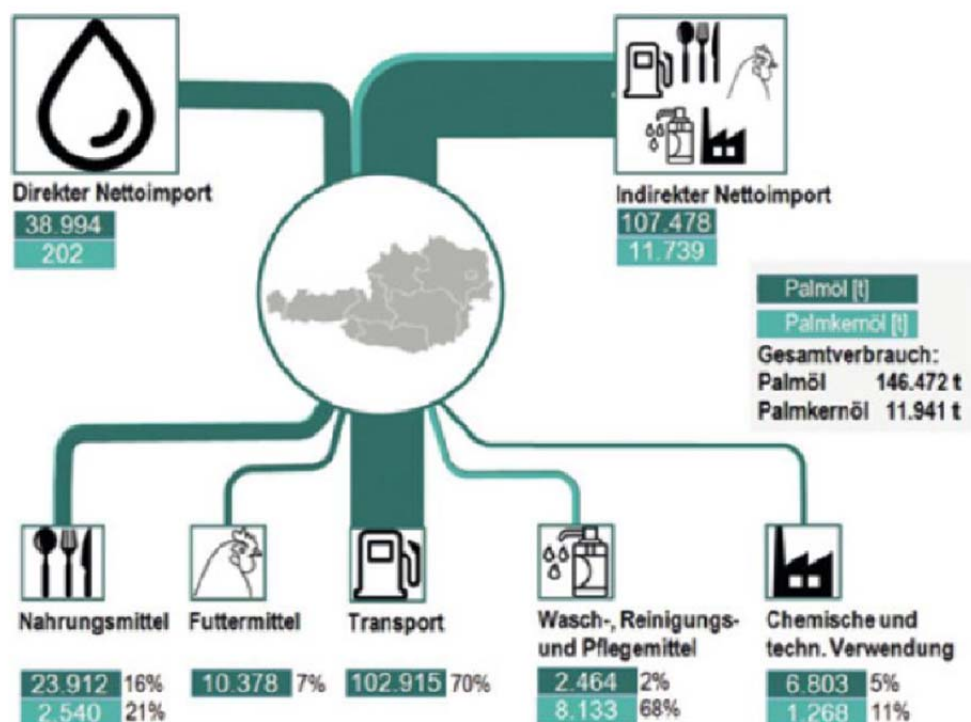 Direkter Nettoimport
38.994
202
Indirekter Nettoimport
107.478
11.739
Palmöl [t]
Palmkernöl [t]
Gesamtverbrauch:
Palmöl 146.472 t
Palmkernöl 11.941 t
Nahrungsmittel
23.912 16%
2.540 21%
Futtermittel
10.378 7%
Transport
102.915 70%
Wasch-, Reinigungs-
und Pflegemittel
2.464 2%
8.133 68%
Chemische und
techn. Verwendung
6.803 5%
1.268 11%